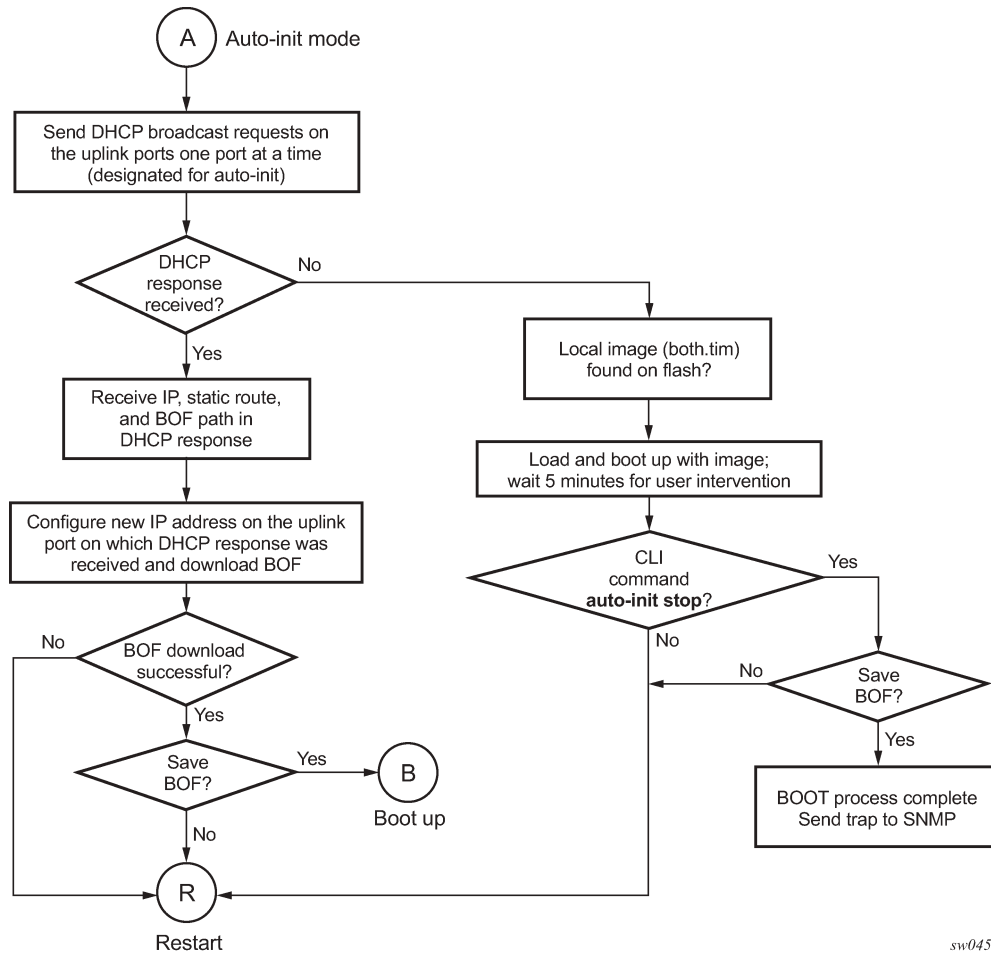 A
Auto-init mode
Send DHCP broadcast requests on
the uplink ports one port at a time
(designated for auto-init)
DHCP
response
received?
No
Yes
Local image (both.tim)
found on flash?
Receive IP, static route,
and BOF path in
DHCP response
Load and boot up with image;
wait 5 minutes for user intervention
Configure new IP address on the uplink
port on which DHCP response was
received and download BOF
CLI
command
auto-init stop?
Yes
No
No
BOF download
successful?
Yes
Save
BOF?
No
Yes
Save
BOF?
Yes
No
B
Boot up
BOOT process complete
Send trap to SNMP
R
Restart
sw045